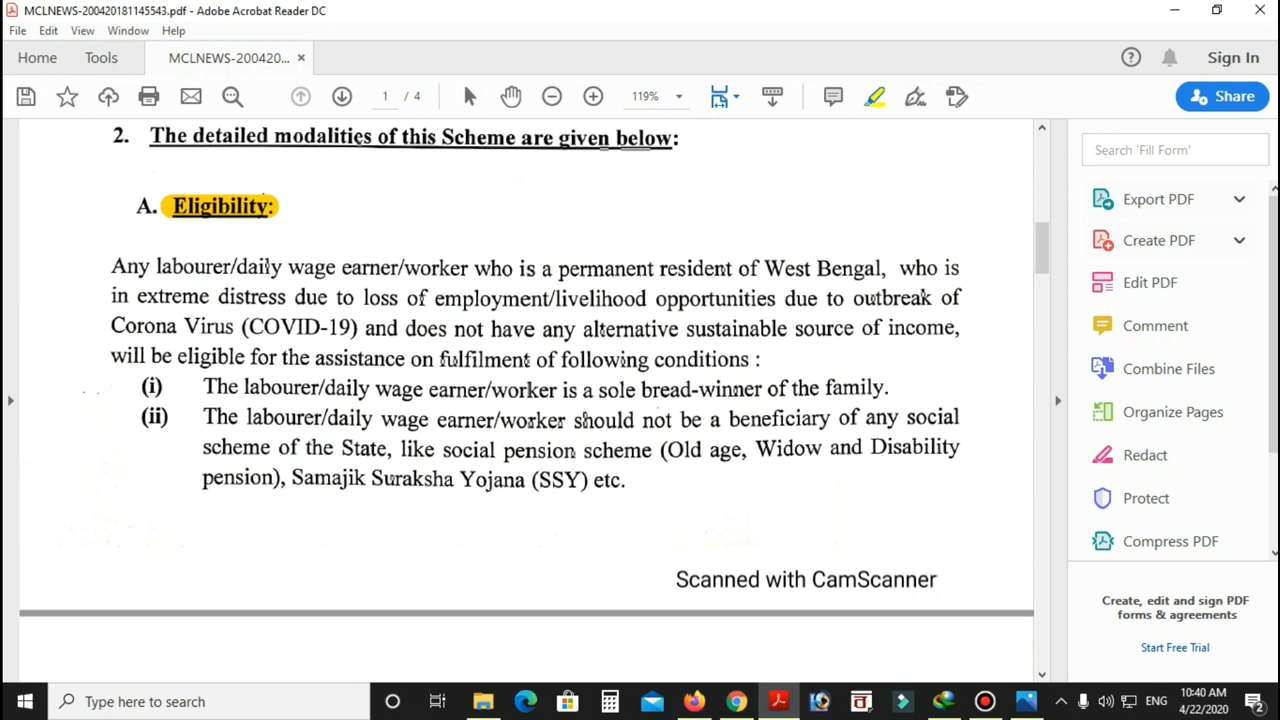 MCLNEWS-200420181145543.pdf - Adobe Acrobat Reader DC
File Edit View Window Help
Home Tools MCLNEWS-200420... × Sign In
1 / 4 119% Share
2. The detailed modalities of this Scheme are given below:
A. Eligibility:
Any labourer/daily wage earner/worker who is a permanent resident of West Bengal, who is
in extreme distress due to loss of employment/livelihood opportunities due to outbreak of
Corona Virus (COVID-19) and does not have any alternative sustainable source of income,
will be eligible for the assistance on fulfilment of following conditions :
(i) The labourer/daily wage earner/worker is a sole bread-winner of the family.
(ii) The labourer/daily wage earner/worker should not be a beneficiary of any social
scheme of the State, like social pension scheme (Old age, Widow and Disability
pension), Samajik Suraksha Yojana (SSY) etc.
Scanned with CamScanner
Search 'Fill Form'
Export PDF
Create PDF
Edit PDF
Comment
Combine Files
Organize Pages
Redact
Protect
Compress PDF
Create, edit and sign PDF
forms & agreements
Start Free Trial
Type here to search
ENG
10:40 AM
4/22/2020
2